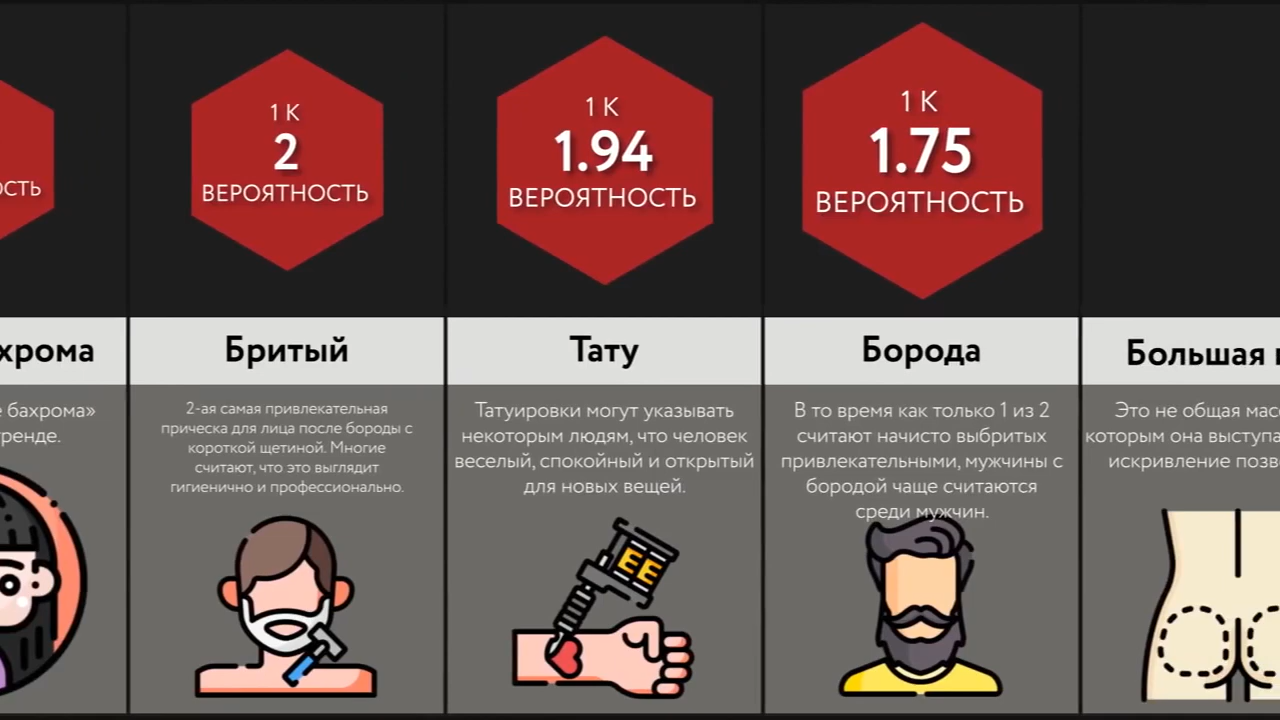 ОСТЬ
хрома
е бахрома»
ренде.
1 К
2
ВЕРОЯТНОСТЬ
Бритый
2-ая самая привлекательная
прическа для лица после бороды с
короткой щетиной. Многие
считают, что это выглядит
гигиенично и профессионально.
1 К
1.94
ВЕРОЯТНОСТЬ
Тату
Татуировки могут указывать
некоторым людям, что человек
веселый, спокойный и открытый
для новых вещей.
1 К
1.75
ВЕРОЯТНОСТЬ
Борода
В то время как только 1 из 2
считают начисто выбритых
привлекательными, мужчины с
бородой чаще считаются
среди мужчин.
Большая
Это не общая масс
которым она выступа
искривление позв